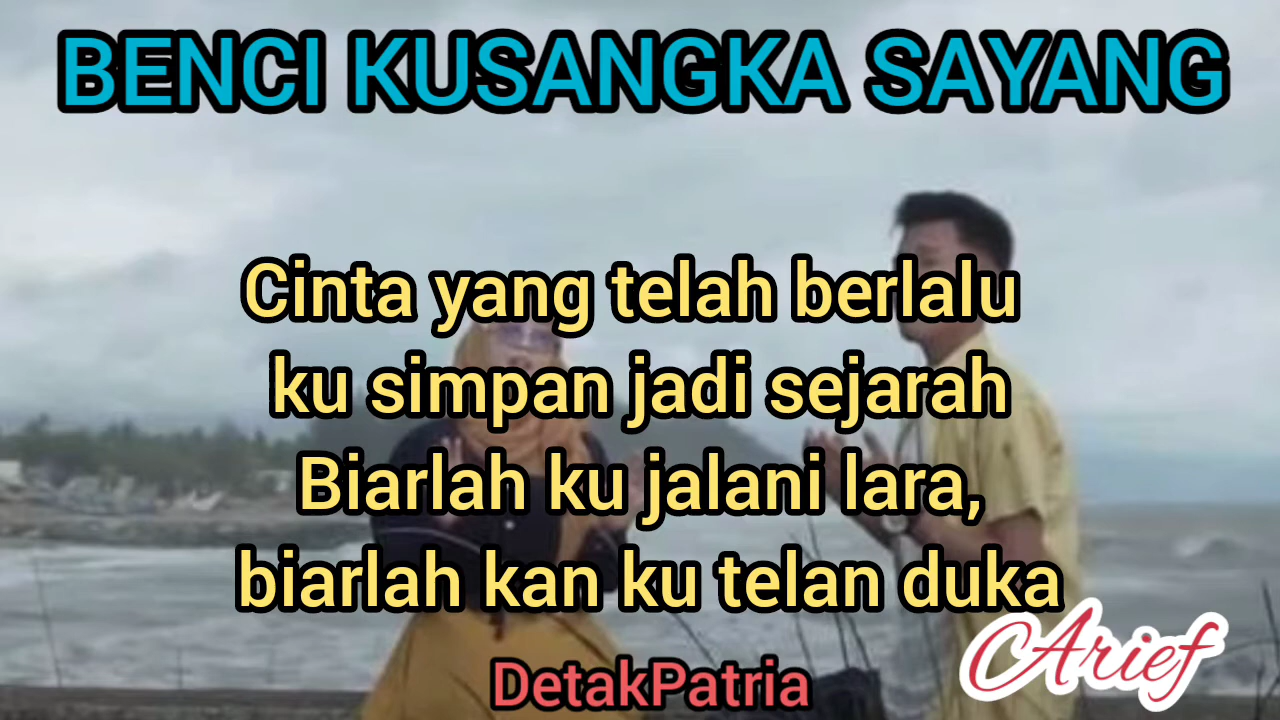 BENCI KUSANGKA SAYANG
Cinta yang telah berlalu
ku simpan jadi sejarah
Biarlah ku jalani lara,
biarlah kan ku telan duka
Arief
DetakPatria